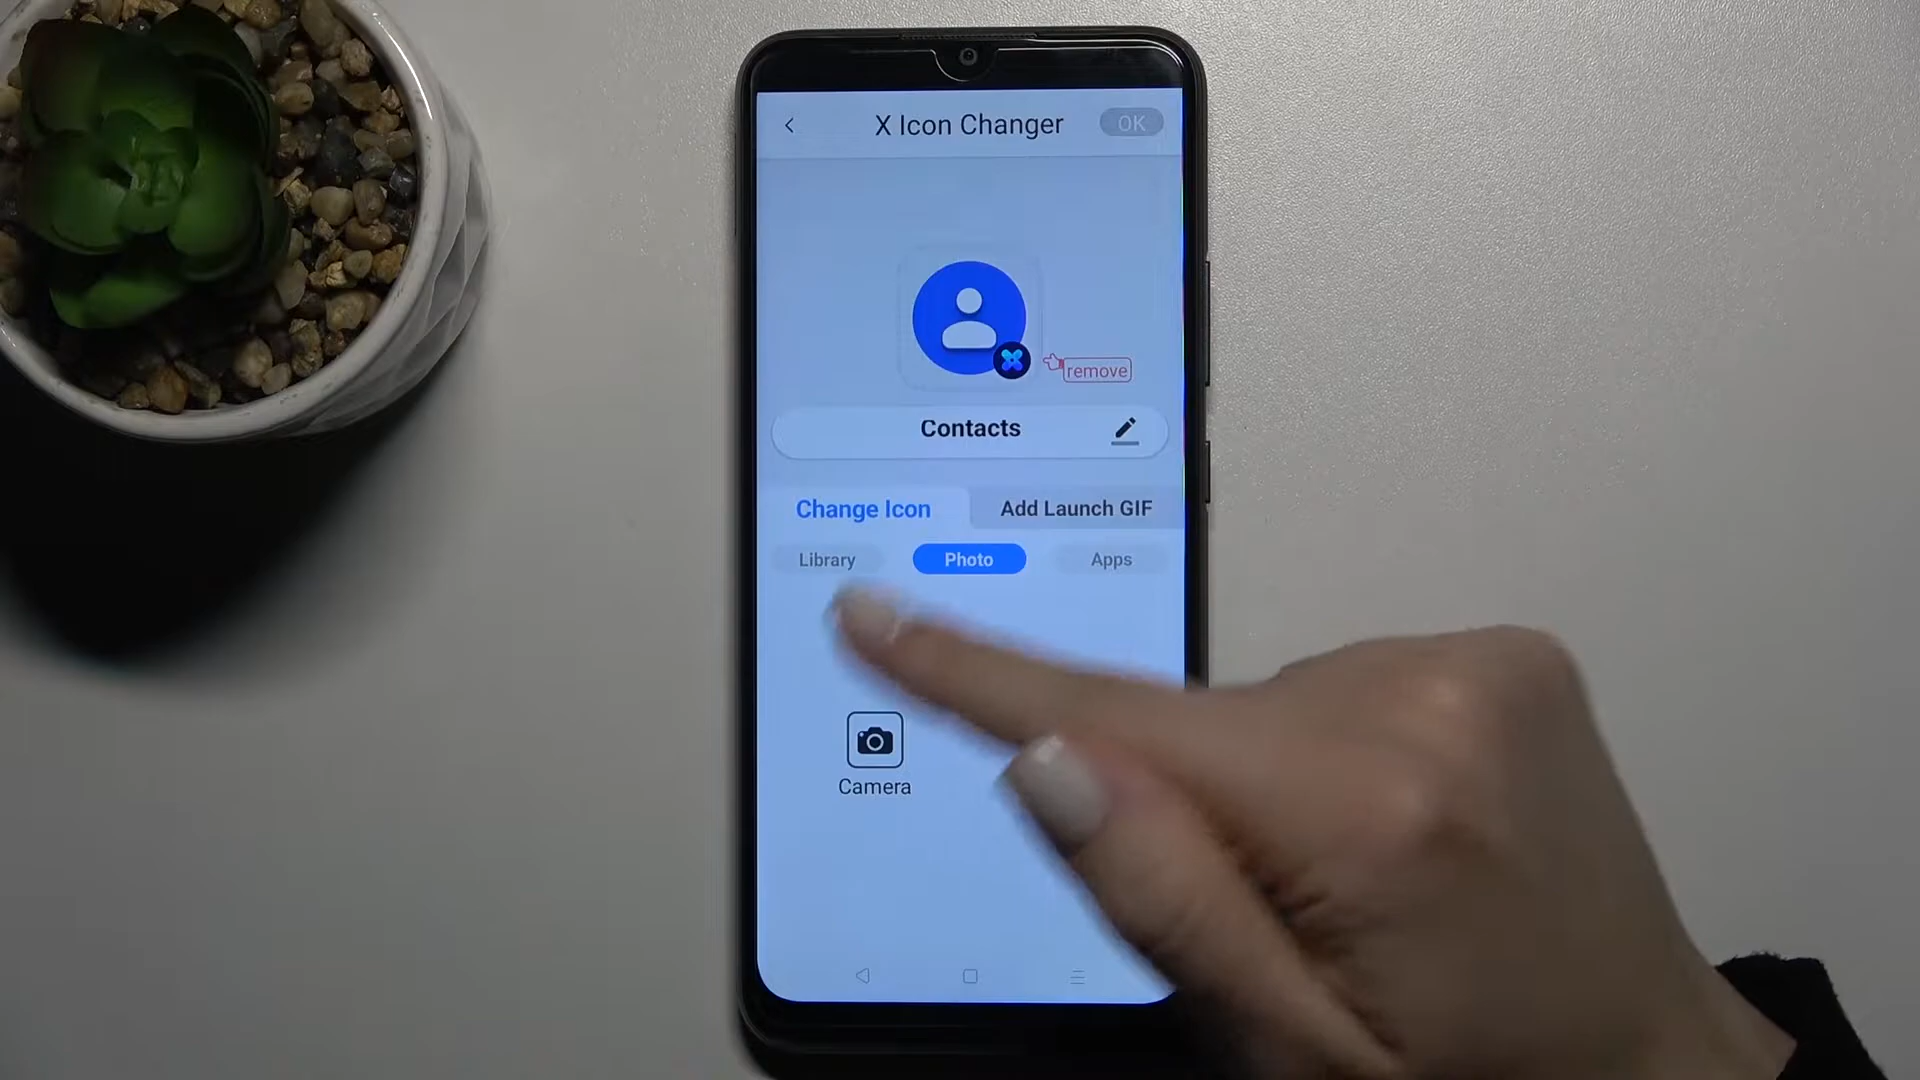 X Icon Changer
OK
remove
Contacts
Change Icon
Add Launch GIF
Library
Photo
Apps
Camera